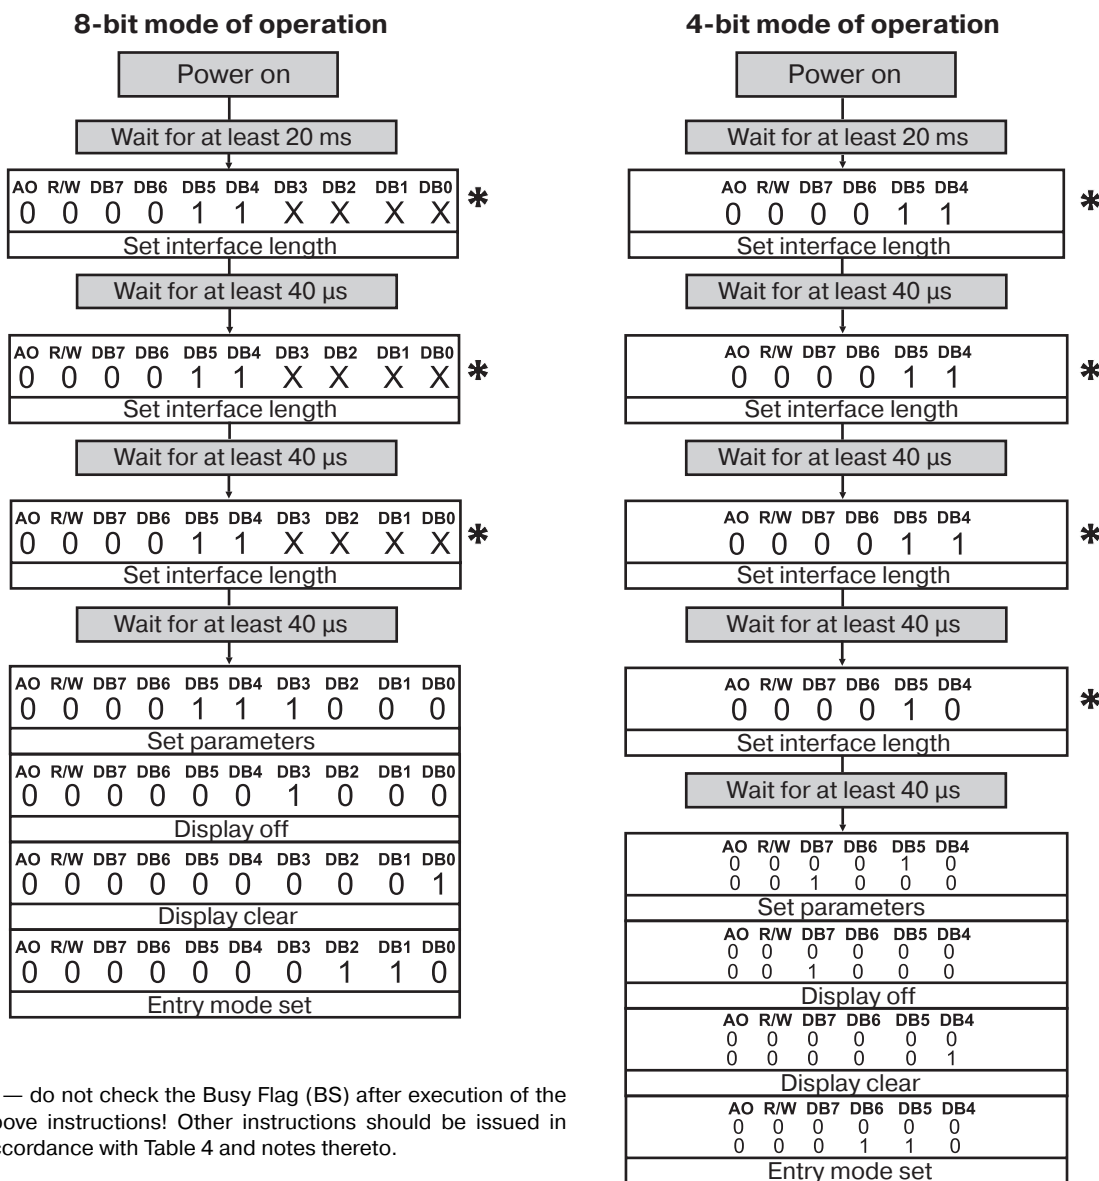 8-bit mode of operation
Power on
Wait for at least 20 ms
AO R/W DB7 DB6 DB5 DB4 DB3 DB2 DB1 DB0
0 0 0 0 1 1 X X X X *
Set interface length
Wait for at least 40 µs
AO R/W DB7 DB6 DB5 DB4 DB3 DB2 DB1 DB0
0 0 0 0 1 1 X X X X *
Set interface length
Wait for at least 40 µs
AO R/W DB7 DB6 DB5 DB4 DB3 DB2 DB1 DB0
0 0 0 0 1 1 X X X X *
Set interface length
Wait for at least 40 µs
AO R/W DB7 DB6 DB5 DB4 DB3 DB2 DB1 DB0
0 0 0 0 1 1 1 0 0 0
Set parameters
AO R/W DB7 DB6 DB5 DB4 DB3 DB2 DB1 DB0
0 0 0 0 0 0 1 0 0 0
Display off
AO R/W DB7 DB6 DB5 DB4 DB3 DB2 DB1 DB0
0 0 0 0 0 0 0 0 0 1
Display clear
AO R/W DB7 DB6 DB5 DB4 DB3 DB2 DB1 DB0
0 0 0 0 0 0 0 1 1 0
Entry mode set
— do not check the Busy Flag (BS) after execution of the
ove instructions! Other instructions should be issued in
ccordance with Table 4 and notes thereto.
4-bit mode of operation
Power on
Wait for at least 20 ms
AO R/W DB7 DB6 DB5 DB4
0 0 0 0 1 1 *
Set interface length
Wait for at least 40 µs
AO R/W DB7 DB6 DB5 DB4
0 0 0 0 1 1 *
Set interface length
Wait for at least 40 µs
AO R/W DB7 DB6 DB5 DB4
0 0 0 0 1 1 *
Set interface length
Wait for at least 40 µs
AO R/W DB7 DB6 DB5 DB4
0 0 0 0 1 0 *
Set interface length
Wait for at least 40 µs
AO R/W DB7 DB6 DB5 DB4
0 0 0 0 1 0
0 0 1 0 0 0
Set parameters
AO R/W DB7 DB6 DB5 DB4
0 0 0 0 0 0
0 0 1 0 0 0
Display off
AO R/W DB7 DB6 DB5 DB4
0 0 0 0 0 0
0 0 0 0 0 1
Display clear
AO R/W DB7 DB6 DB5 DB4
0 0 0 0 0 0
0 0 0 1 1 0
Entry mode set